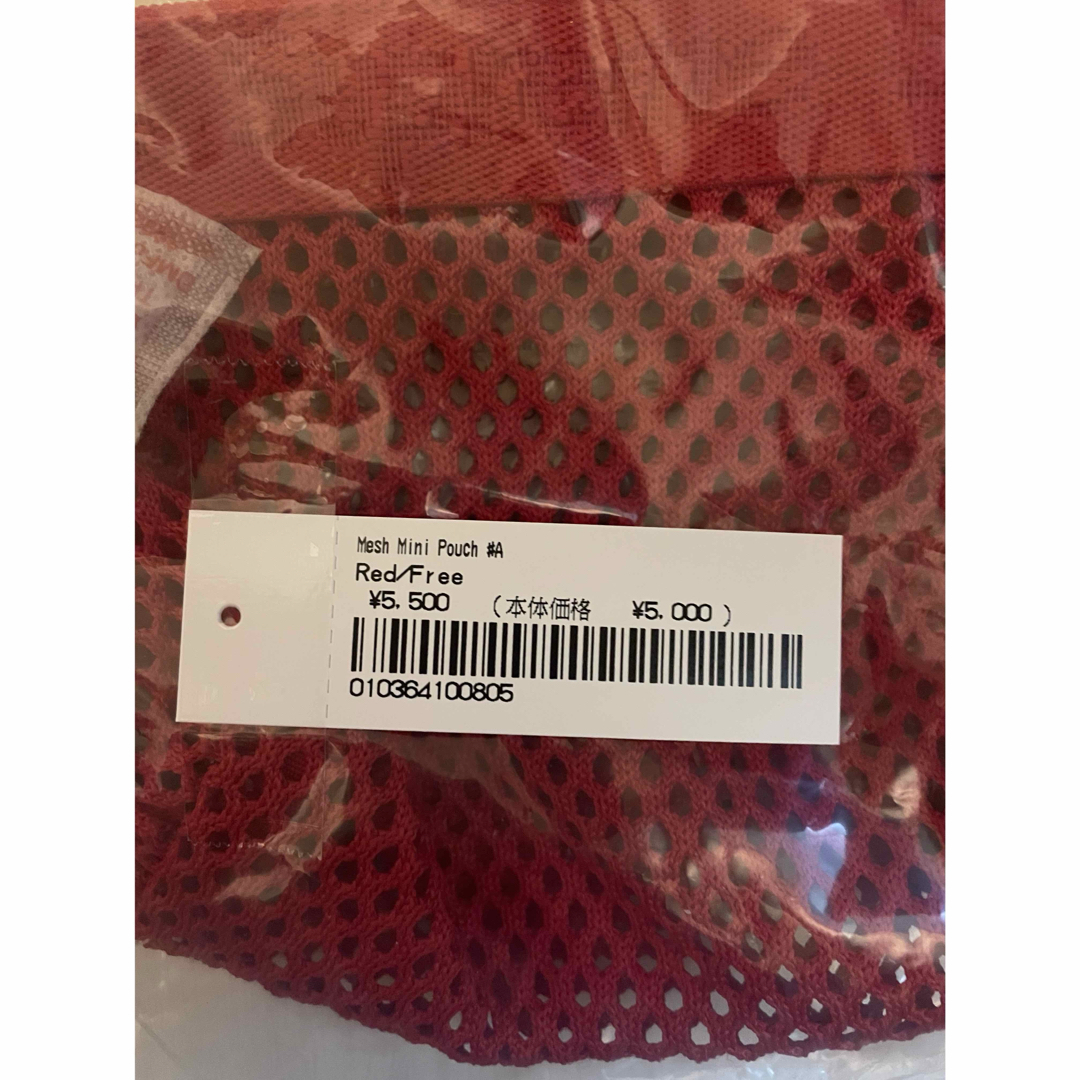 Mesh Mini Pouch #A
Red/Free
¥5,500 (本体価格 ¥5,000)
010364100805